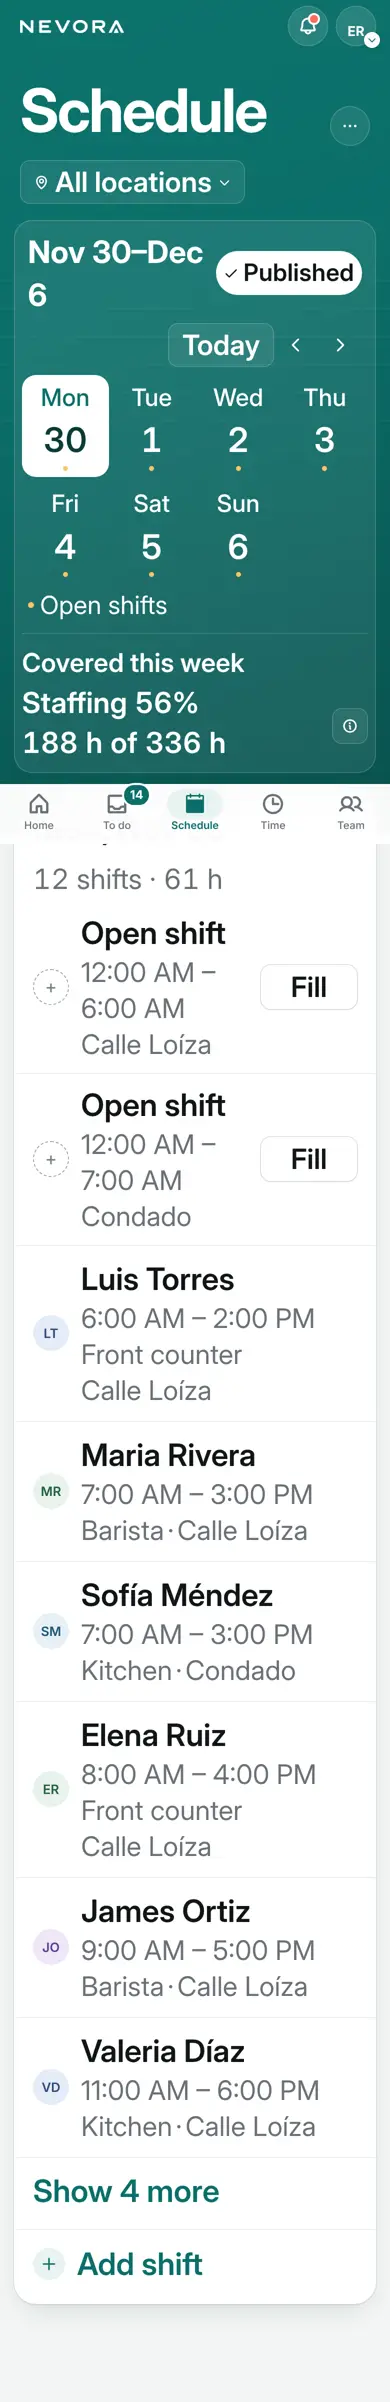 NEVORA
ER
Schedule
All locations
Nov 30–Dec
6
Published
Today
Mon
Tue
Wed
Thu
30
1
2
3
Fri
Sat
Sun
4
5
6
Open shifts
Covered this week
Staffing 56%
188 h of 336 h
14
Home
To do
Schedule
Time
Team
12 shifts · 61 h
Open shift
12:00 AM –
6:00 AM
Calle Loíza
Fill
Open shift
12:00 AM –
7:00 AM
Condado
Fill
LT
Luis Torres
6:00 AM – 2:00 PM
Front counter
Calle Loíza
MR
Maria Rivera
7:00 AM – 3:00 PM
Barista · Calle Loíza
SM
Sofía Méndez
7:00 AM – 3:00 PM
Kitchen · Condado
ER
Elena Ruiz
8:00 AM – 4:00 PM
Front counter
Calle Loíza
JO
James Ortiz
9:00 AM – 5:00 PM
Barista · Calle Loíza
VD
Valeria Díaz
11:00 AM – 6:00 PM
Kitchen · Calle Loíza
Show 4 more
Add shift